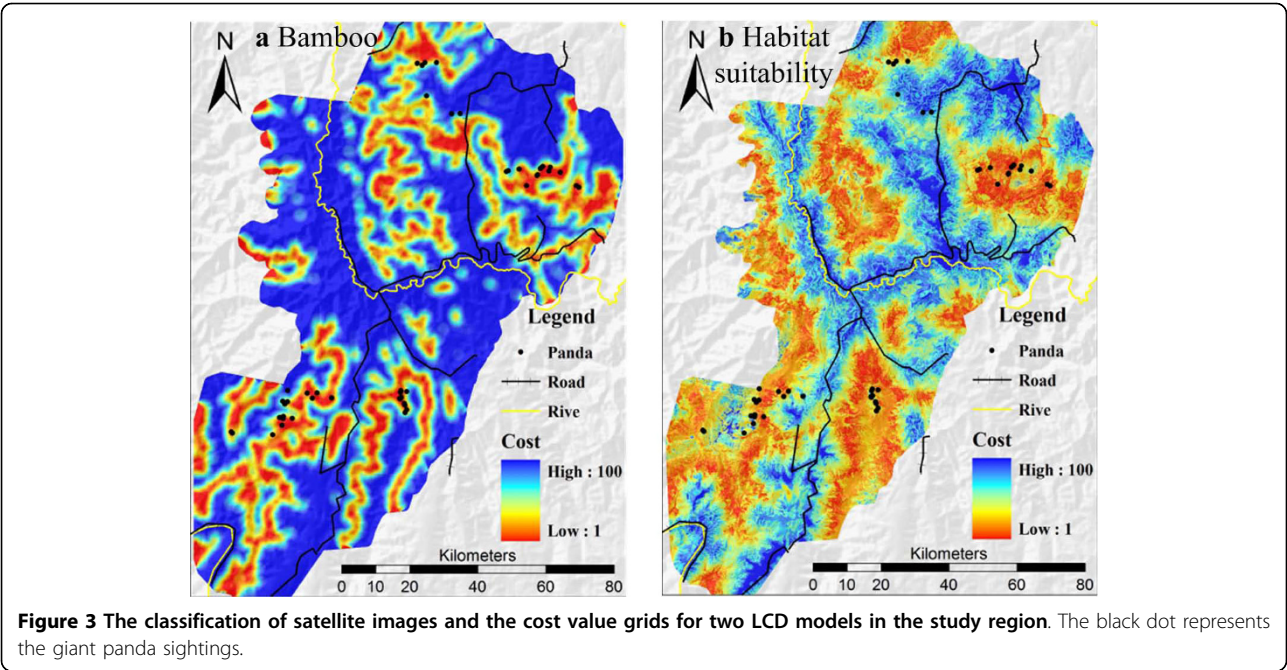 N
a Bamboo
Legend
Panda
Road
Rive
Cost
High : 100
Low : 1
Kilometers
0 10 20 40 60 80
N
b Habitat
suitability
Legend
Panda
Road
Rive
Cost
High : 100
Low : 1
Kilometers
0 10 20 40 60 80
Figure 3 The classification of satellite images and the cost value grids for two LCD models in the study region. The black dot represents
the giant panda sightings.